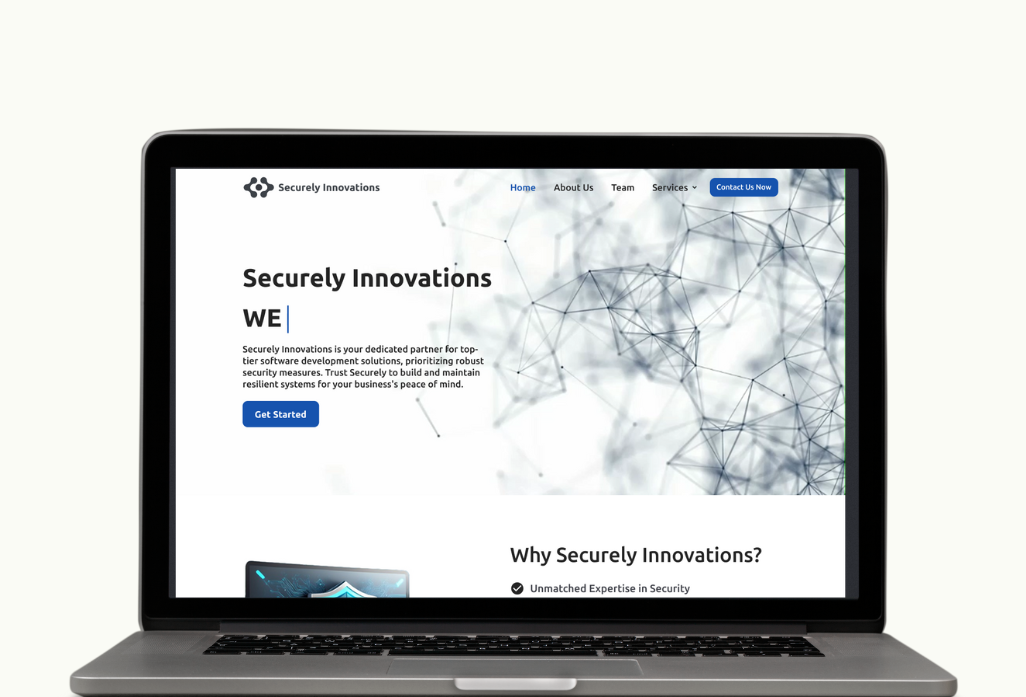 Securely Innovations
Home About Us Team Services Contact Us Now
Securely Innovations
WE
Securely Innovations is your dedicated partner for top-
tier software development solutions, prioritizing robust
security measures. Trust Securely to build and maintain
resilient systems for your business's peace of mind.
Get Started
Why Securely Innovations?
Unmatched Expertise in Security